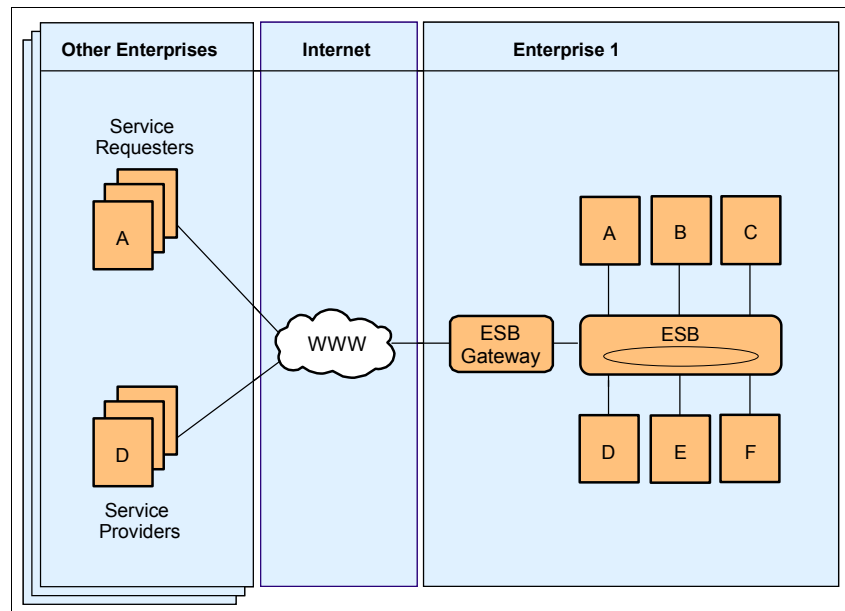 Other Enterprises
Internet
Enterprise 1
Service
Requesters
A
D
Service
Providers
WWW
ESB
Gateway
A
B
C
ESB
D
E
F